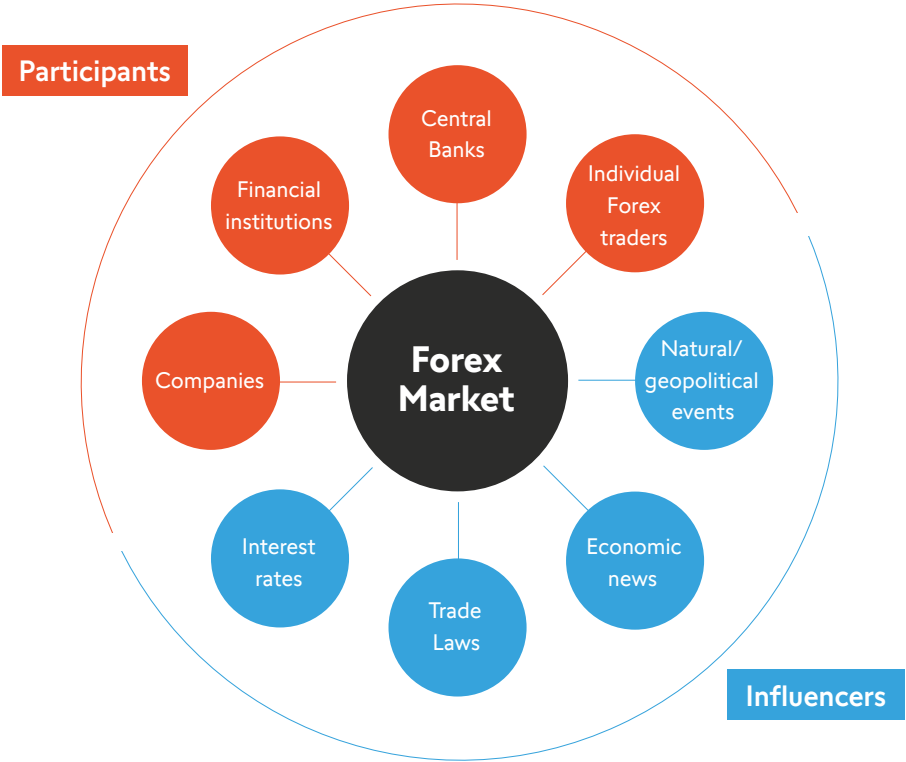 Participants
Central
Banks
Individual
Forex
traders
Financial
institutions
Natural/
geopolitical
events
Forex
Market
Companies
Interest
rates
Economic
news
Trade
Laws
Influencers